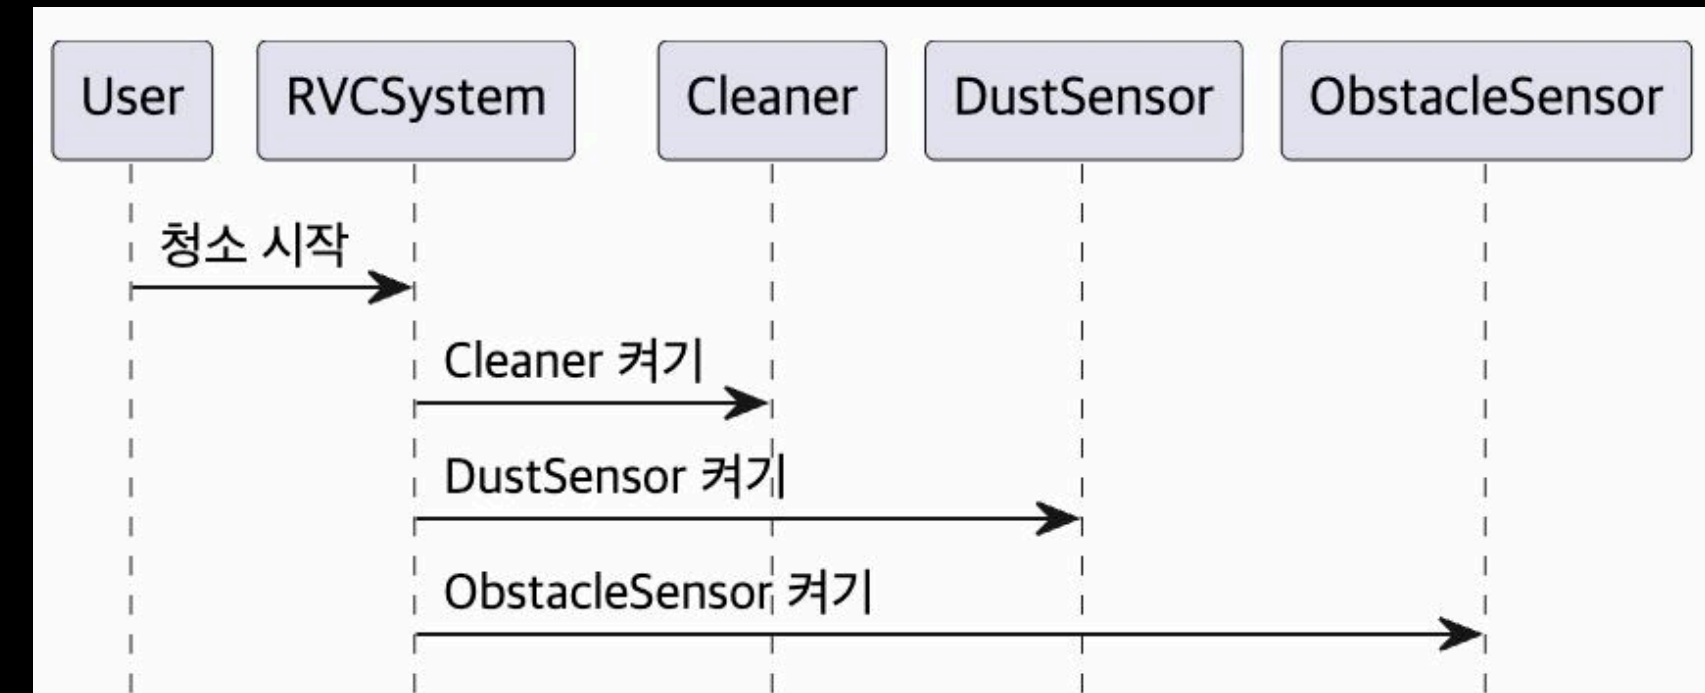 User
RVCSystem
Cleaner
DustSensor
ObstacleSensor
청소 시작
Cleaner 켜기
DustSensor 켜기
ObstacleSensor 켜기